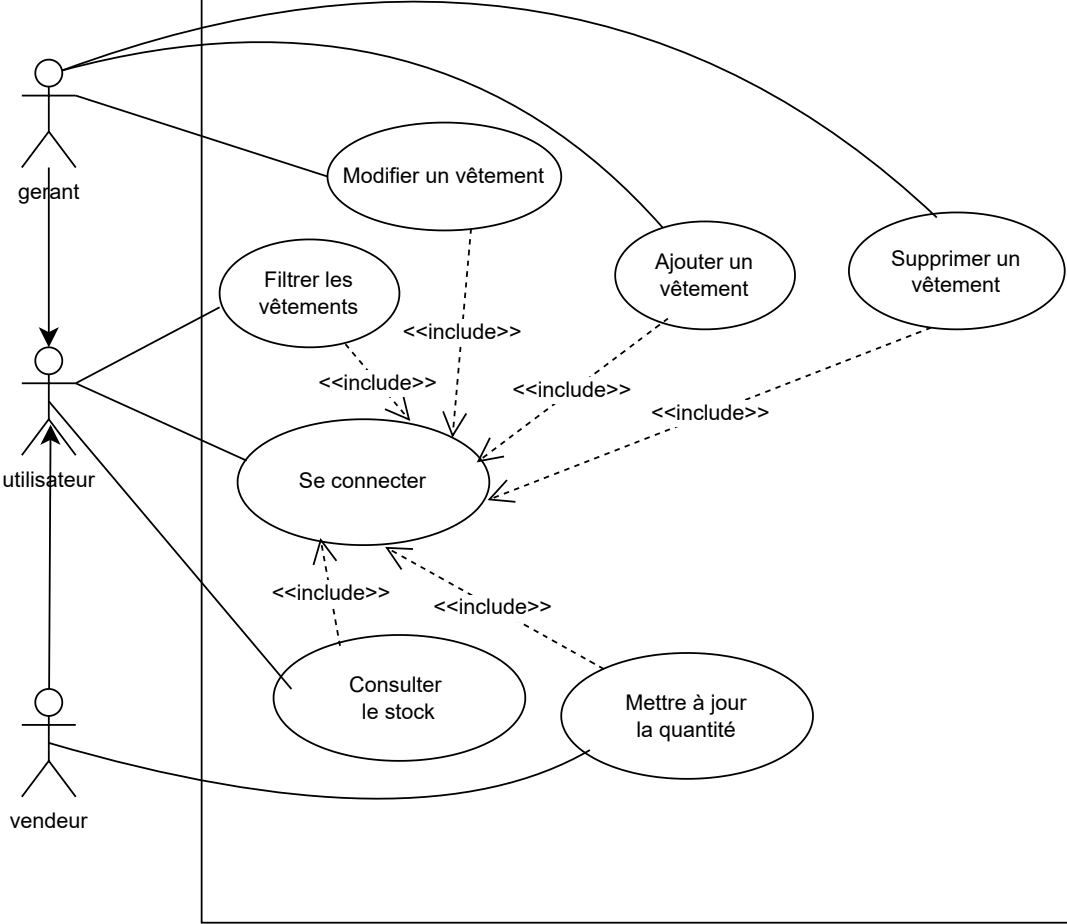 gerant
Modifier un vêtement
Ajouter un
vêtement
Supprimer un
vêtement
Filtrer les
vêtements
<<include>>
<<include>>
<<include>>
<<include>>
utilisateur
Se connecter
<<include>>
<<include>>
Consulter
le stock
Mettre à jour
la quantité
vendeur